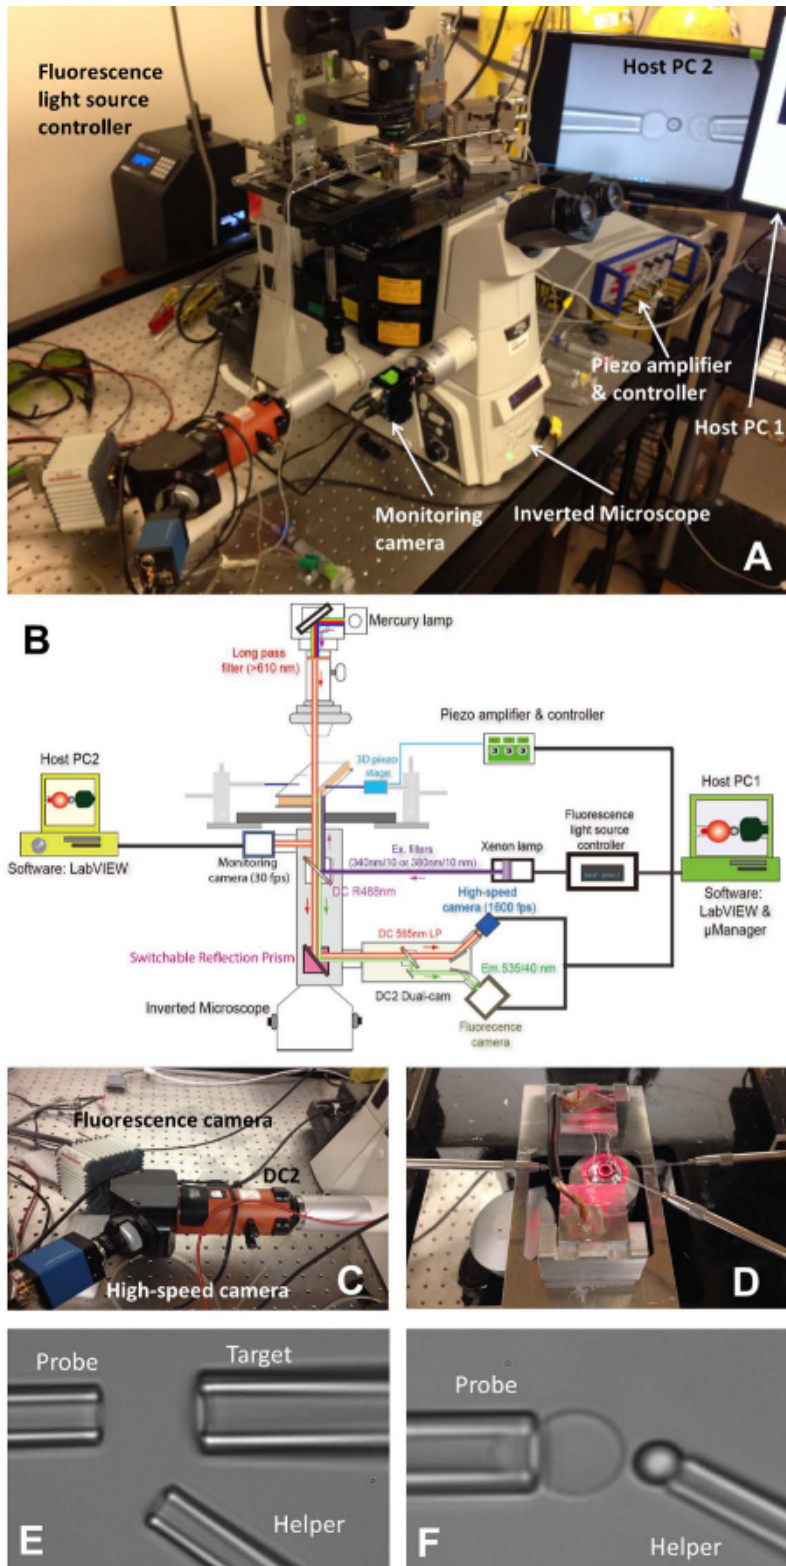 Fluorescence
light source
controller
Host PC 2
Piezo amplifier
& controller
Host PC 1
Monitoring
camera
Inverted Microscope
A
B
Mercury lamp
Long pass
filter (>610 nm)
Piezo amplifier & controller
3D piezo
stage
Host PC2
Host PC1
Fluorescence
light source
controller
Xenon lamp
Ex. filters
(340nm/10 or 380nm/10 nm)
Software: LabVIEW
Monitoring
camera (30 fps)
DC R488nm
High-speed
camera (1600 fps)
Software:
LabVIEW &
µManager
DC 565nm LP
Switchable Reflection Prism
Em.535/40 nm
DC2 Dual-cam
Inverted Microscope
Fluorecence
camera
Fluorescence camera
DC2
High-speed camera
C
D
Probe
Target
Helper
E
Probe
Helper
F